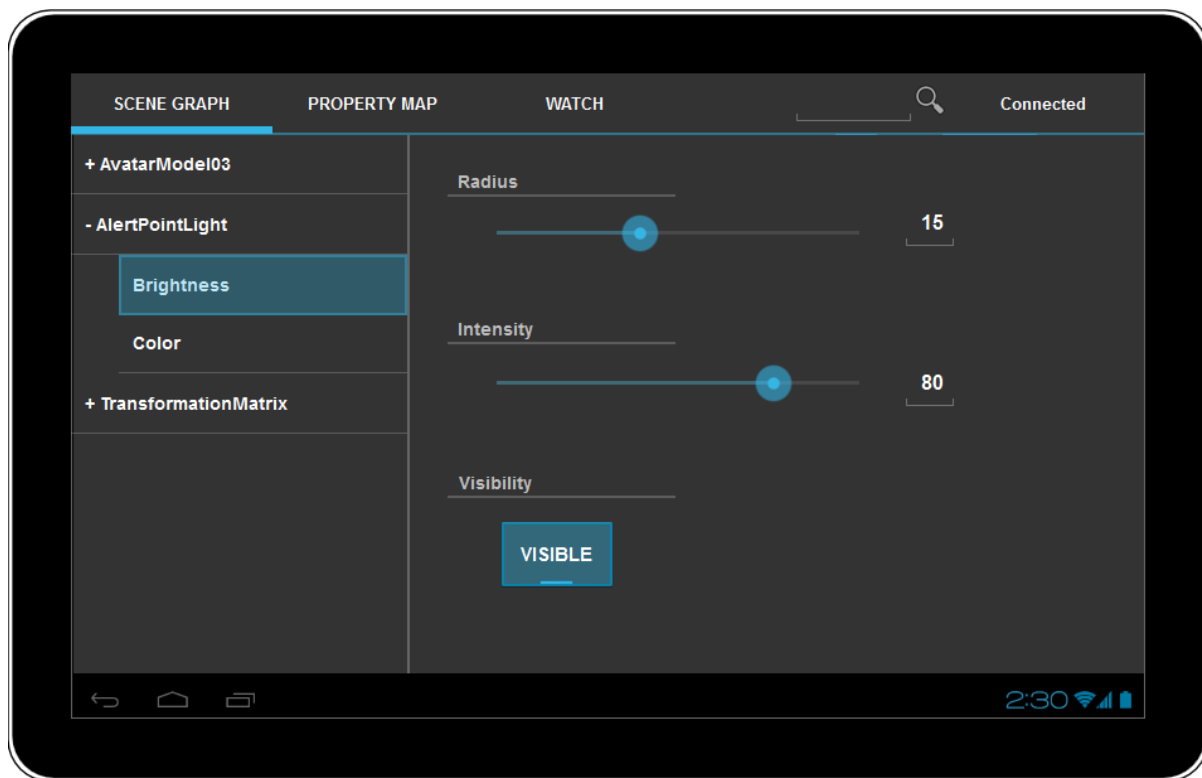 SCENE GRAPH PROPERTY MAP WATCH Connected
+ AvatarModel03
- AlertPointLight
Brightness
Color
+ TransformationMatrix
Radius
15
Intensity
80
Visibility
VISIBLE
2:30